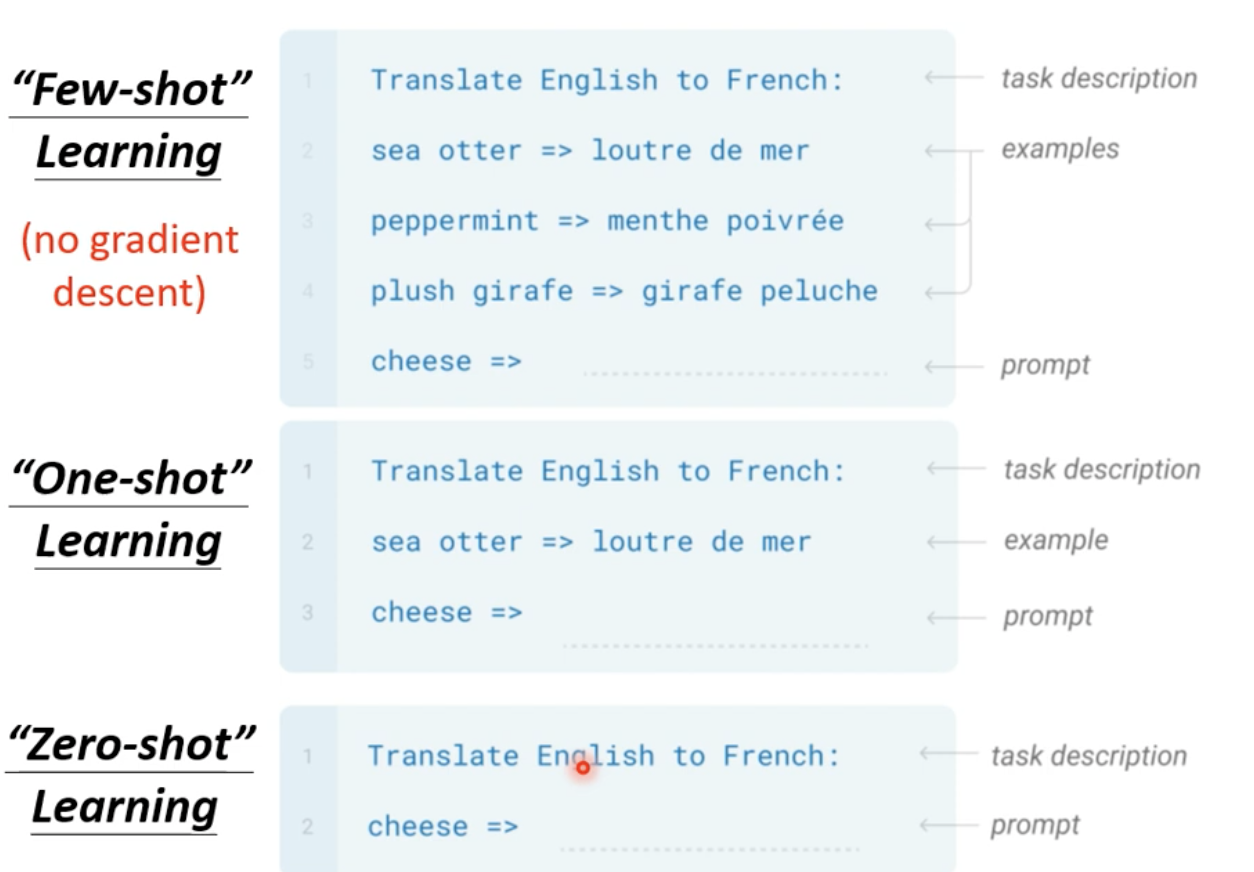 “Few-shot”
Learning
(no gradient
descent)
1 Translate English to French: task description
2 sea otter => loutre de mer examples
3 peppermint => menthe poivrée
4 plush girafe => girafe peluche
5 cheese => prompt
“One-shot”
Learning
1 Translate English to French: task description
2 sea otter => loutre de mer example
3 cheese => prompt
“Zero-shot”
Learning
1 Translate English to French: task description
2 cheese => prompt